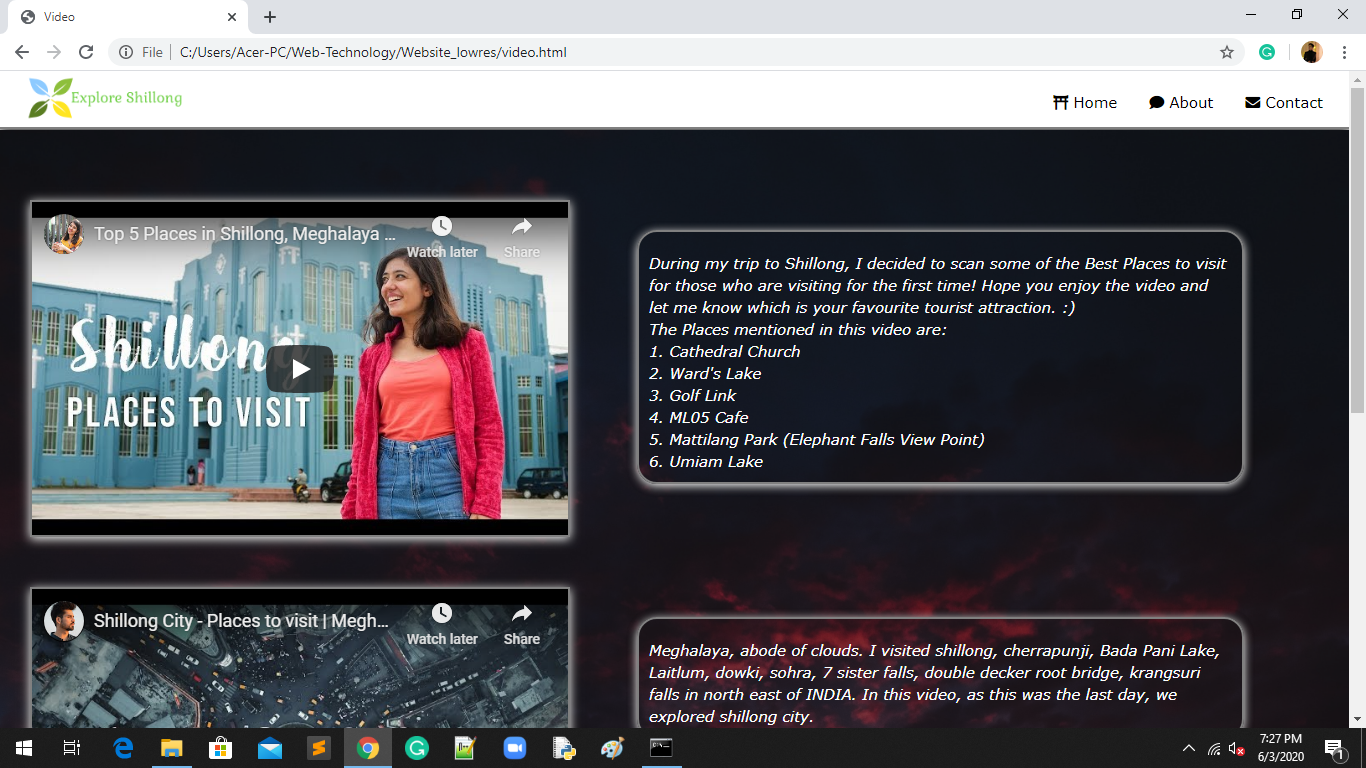 Video
File
C:/Users/Acer-PC/Web-Technology/Website_lowres/video.html
Explore Shillong
Home
About
Contact
Top 5 Places in Shillong, Meghalaya ...
Watch later
Share
Shillong
PLACES TO VISIT
During my trip to Shillong, I decided to scan some of the Best Places to visit
for those who are visiting for the first time! Hope you enjoy the video and
let me know which is your favourite tourist attraction. :)
The Places mentioned in this video are:
1. Cathedral Church
2. Ward's Lake
3. Golf Link
4. ML05 Cafe
5. Mattilang Park (Elephant Falls View Point)
6. Umiam Lake
Shillong City - Places to visit | Megh...
Watch later
Share
Meghalaya, abode of clouds. I visited shillong, cherrapunji, Bada Pani Lake,
Laitlum, dowki, sohra, 7 sister falls, double decker root bridge, krangsuri
falls in north east of INDIA. In this video, as this was the last day, we
explored shillong city.
7:27 PM
6/3/2020
1